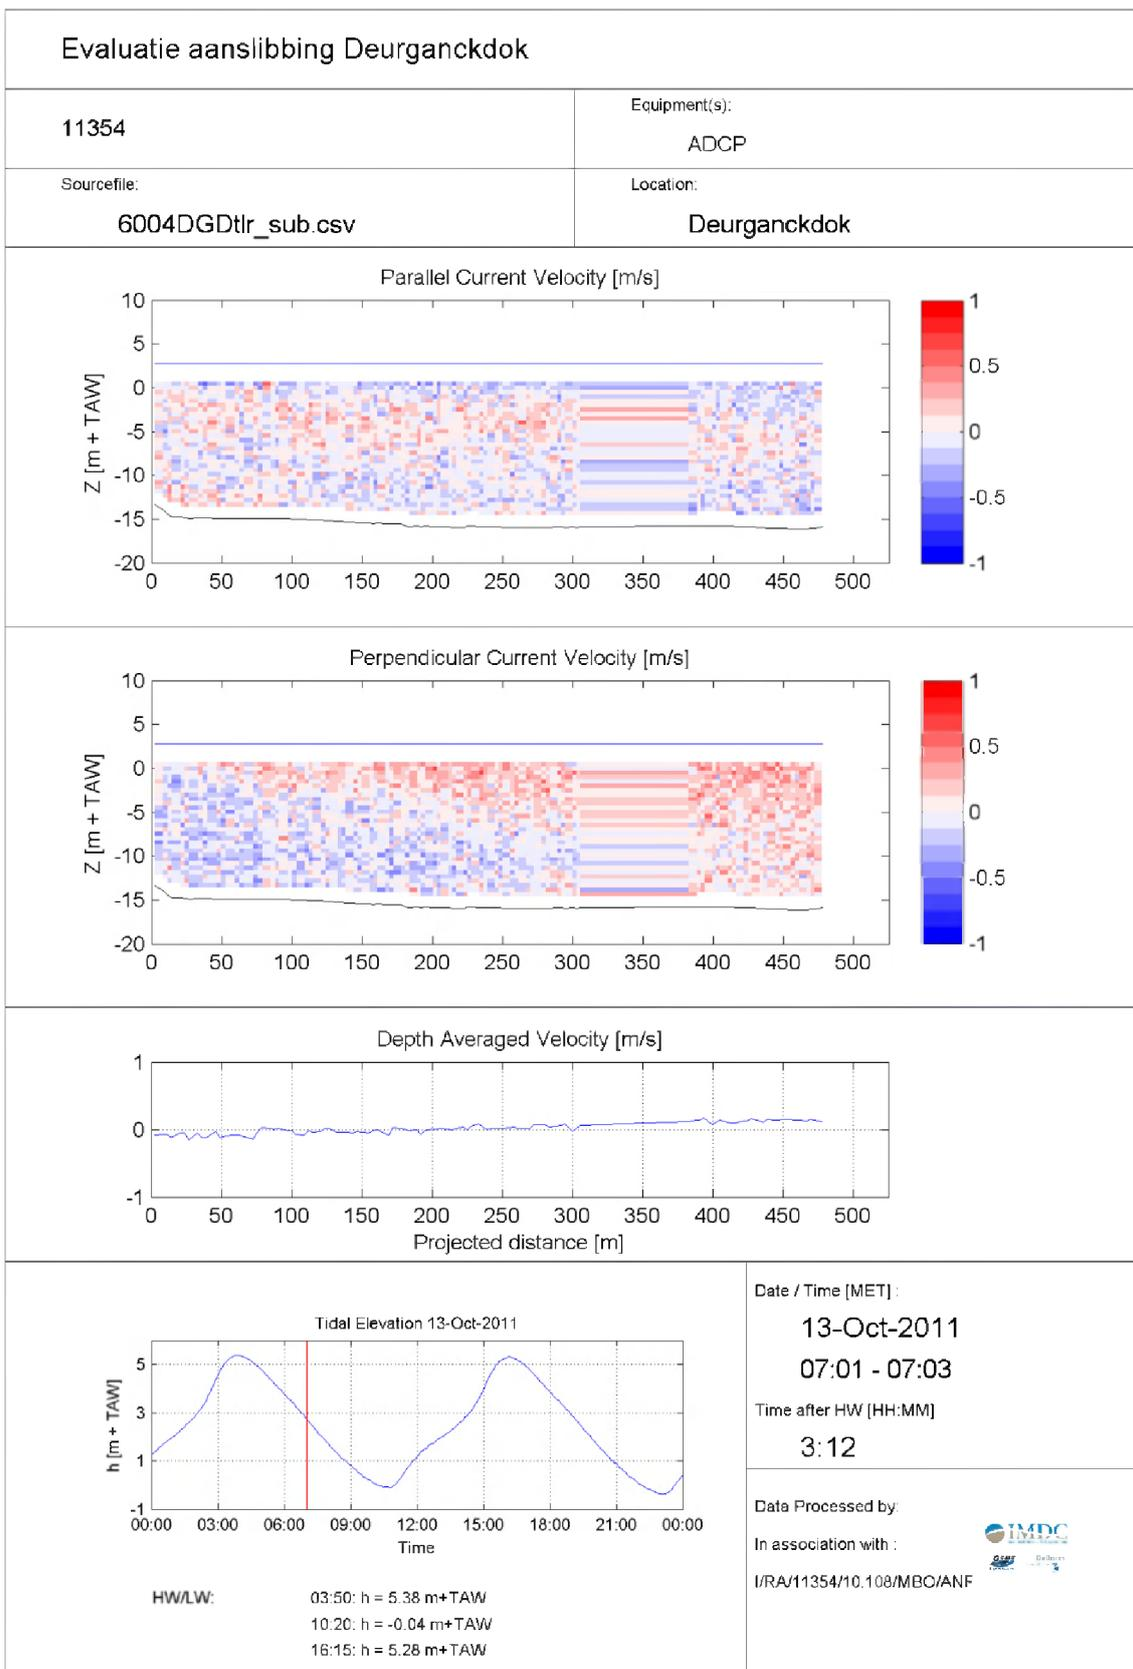 Evaluatie aanslibbing Deurganckdok
11354
Equipment(s):
ADCP
Sourcefile:
6004DGDtlr_sub.csv
Location:
Deurganckdok
Parallel Current Velocity [m/s]
10
5
0
-5
-10
-15
-20
Z [m + TAW]
0 50 100 150 200 250 300 350 400 450 500
1
0.5
0
-0.5
-1
Perpendicular Current Velocity [m/s]
10
5
0
-5
-10
-15
-20
Z [m + TAW]
0 50 100 150 200 250 300 350 400 450 500
1
0.5
0
-0.5
-1
Depth Averaged Velocity [m/s]
1
0
-1
0 50 100 150 200 250 300 350 400 450 500
Projected distance [m]
Tidal Elevation 13-Oct-2011
5
3
1
-1
h [m + TAW]
00:00 03:00 06:00 09:00 12:00 15:00 18:00 21:00 00:00
Time
HW/LW:
03:50: h = 5.38 m+TAW
10:20: h = -0.04 m+TAW
16:15: h = 5.28 m+TAW
Date / Time [MET] :
13-Oct-2011
07:01 - 07:03
Time after HW [HH:MM]
3:12
Data Processed by:
IMDC
In association with :
I/RA/11354/10.108/MBO/ANF